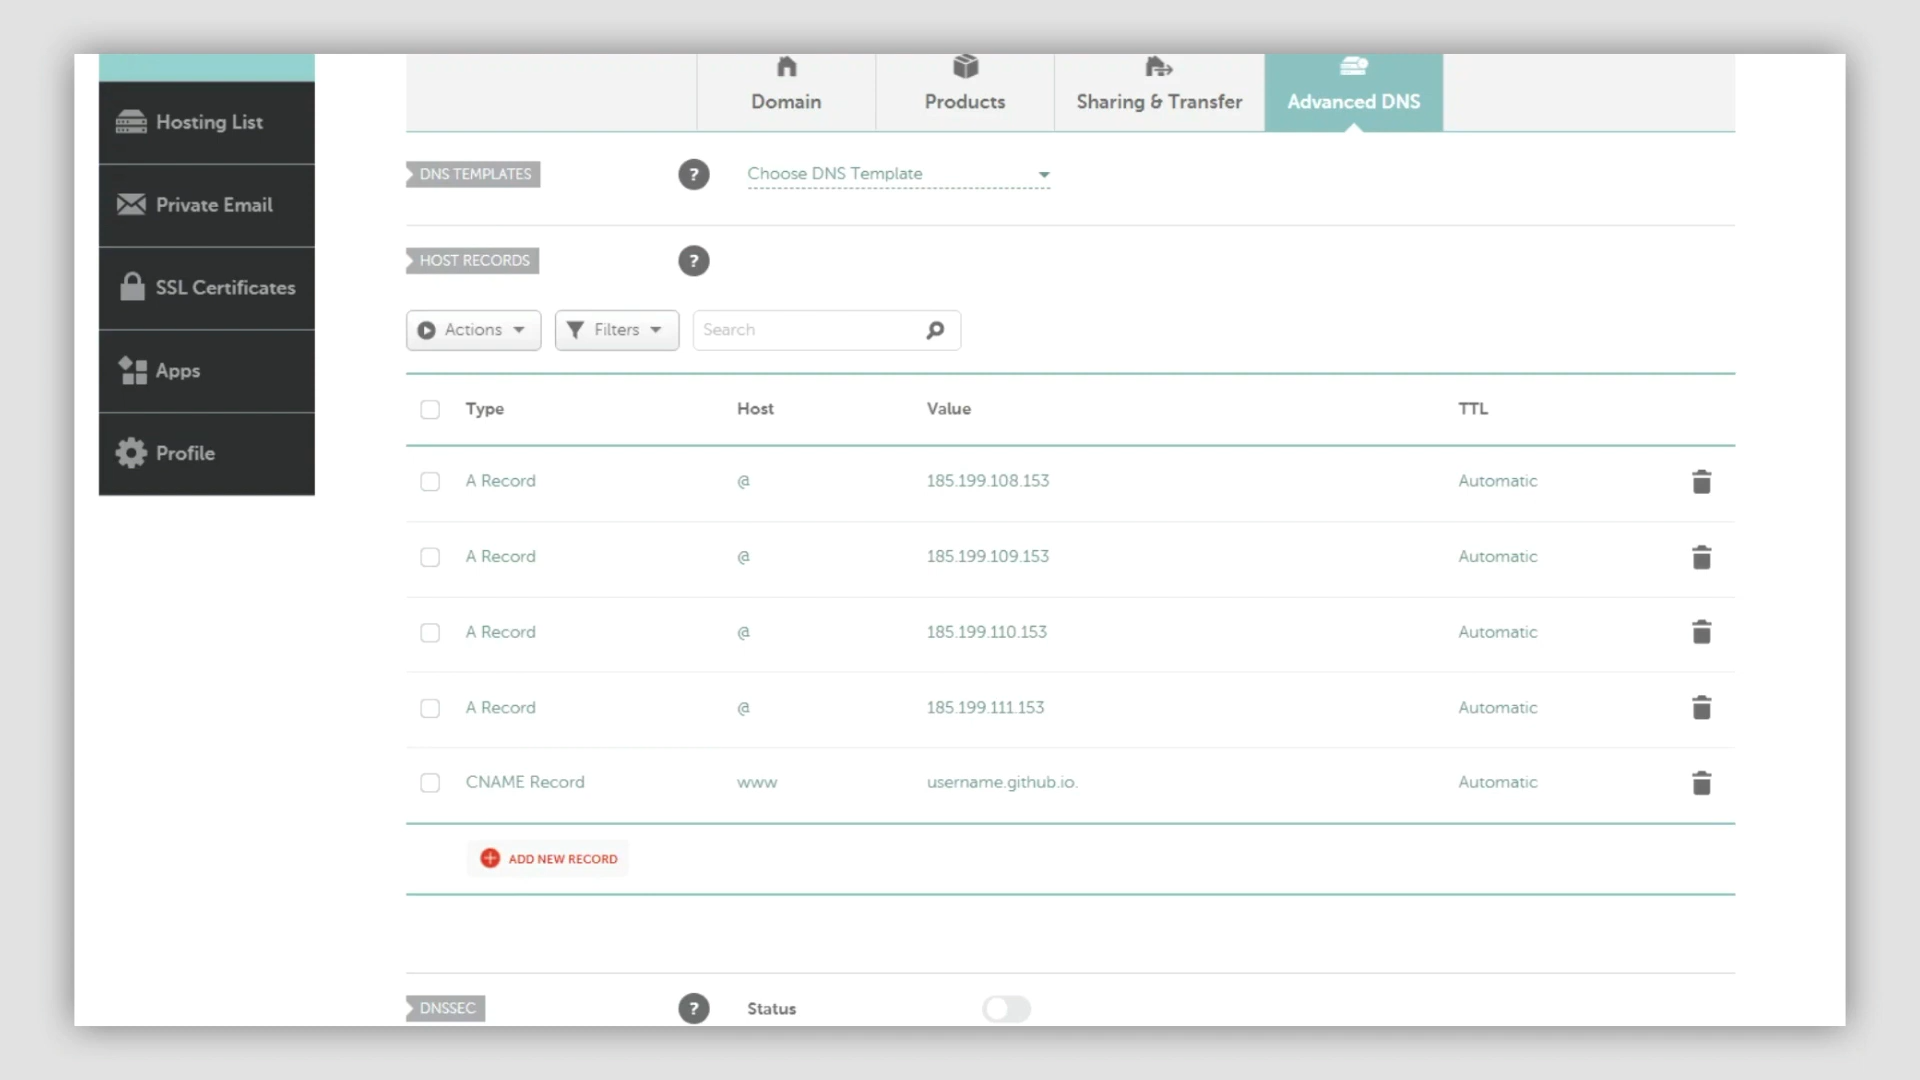 Hosting List
Private Email
SSL Certificates
Apps
Profile
Domain
Products
Sharing & Transfer
Advanced DNS
DNS TEMPLATES
?
Choose DNS Template
HOST RECORDS
?
Actions
Filters
Search
Type Host Value TTL
A Record @ 185.199.108.153 Automatic
A Record @ 185.199.109.153 Automatic
A Record @ 185.199.110.153 Automatic
A Record @ 185.199.111.153 Automatic
CNAME Record www username.github.io. Automatic
ADD NEW RECORD
DNSSEC
?
Status